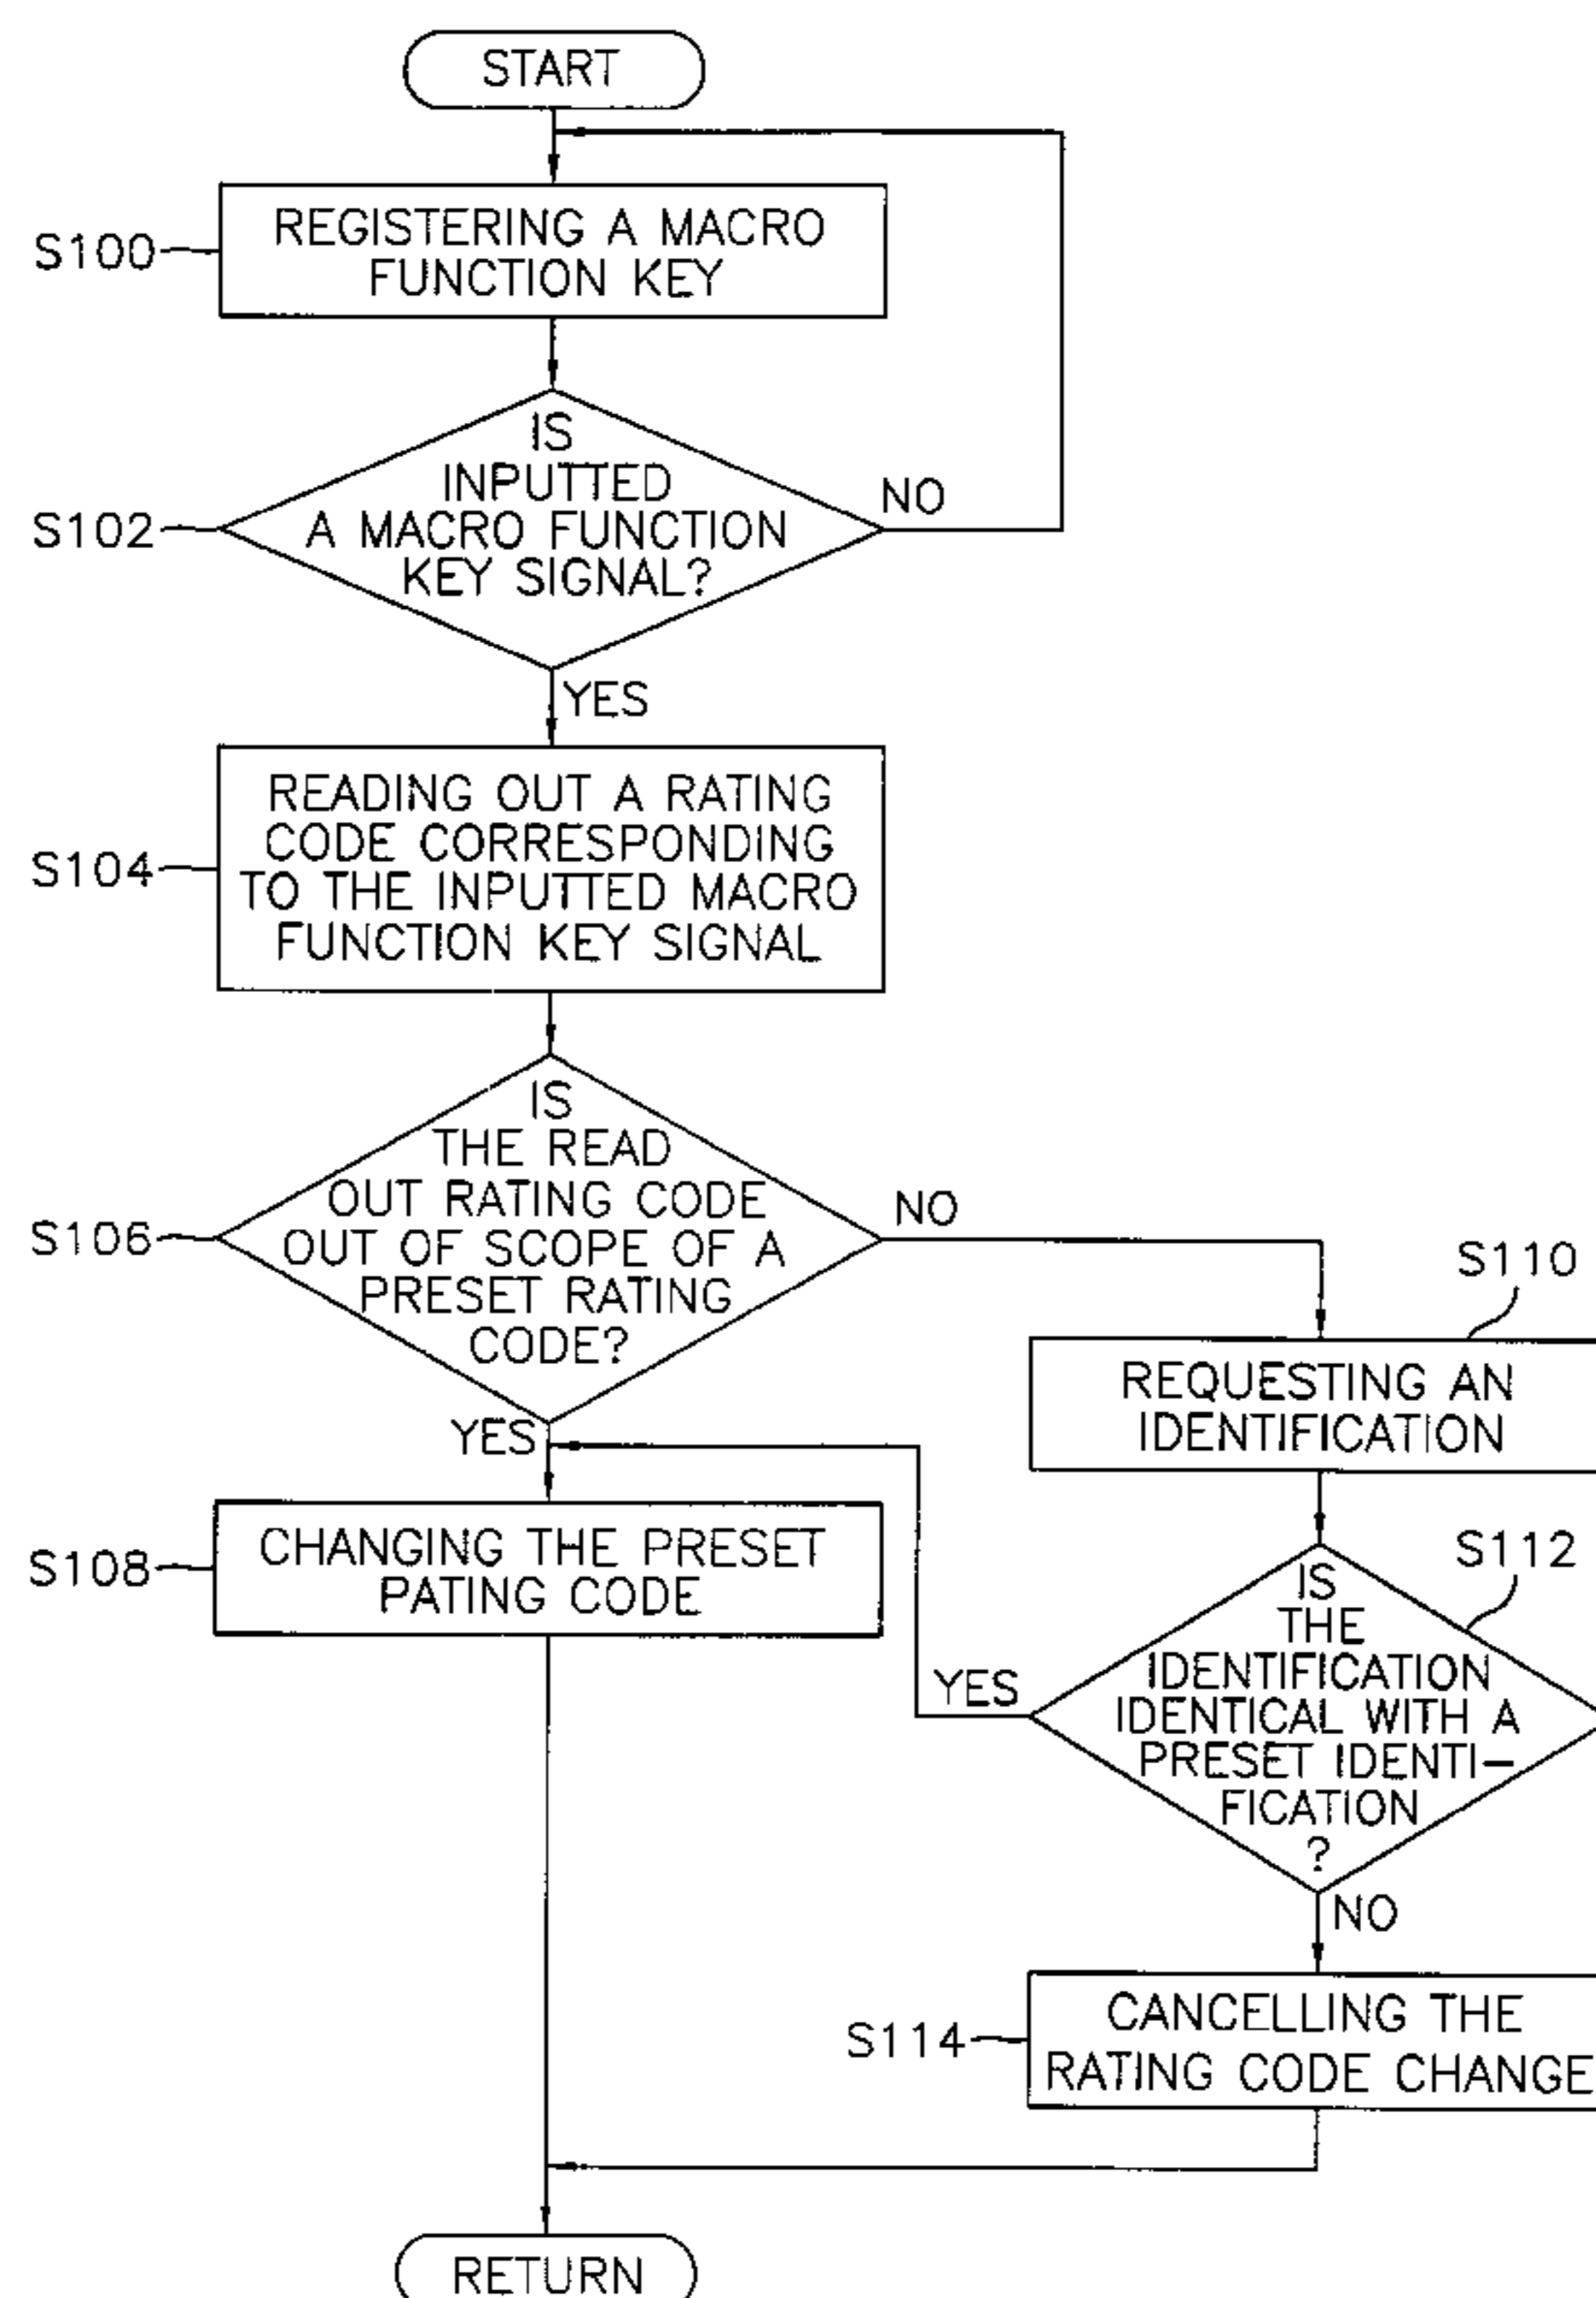 START
S100
REGISTERING A MACRO
FUNCTION KEY
S102
IS
INPUTTED
A MACRO FUNCTION
KEY SIGNAL?
NO
YES
S104
READING OUT A RATING
CODE CORRESPONDING
TO THE INPUTTED MACRO
FUNCTION KEY SIGNAL
S106
IS
THE READ
OUT RATING CODE
OUT OF SCOPE OF A
PRESET RATING
CODE?
NO
YES
S108
CHANGING THE PRESET
PATING CODE
S110
REQUESTING AN
IDENTIFICATION
S112
IS
THE
IDENTIFICATION
IDENTICAL WITH A
PRESET IDENTI-
FICATION
?
YES
NO
S114
CANCELLING THE
RATING CODE CHANGE
RETURN